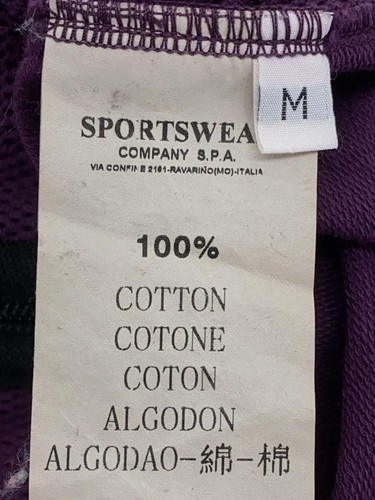 M
SPORTSWEA
COMPANY S.P.A.
VIA CONFINE 2161-RAVARINO(MO)-ITALIA
100%
COTTON
COTONE
COTON
ALGODON
ALGODAO-綿-棉